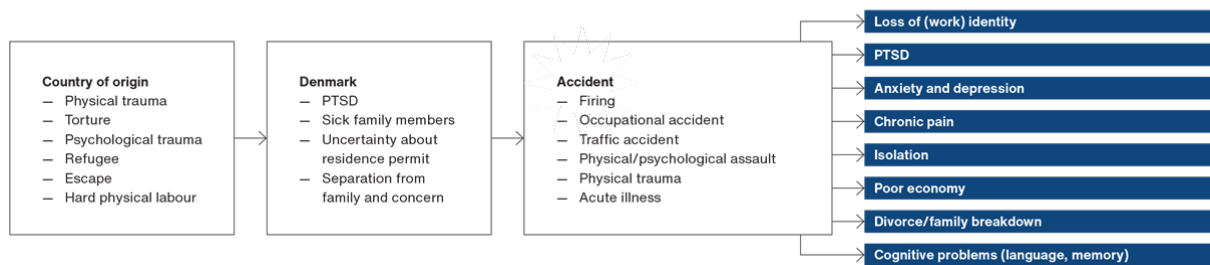 Country of origin
— Physical trauma
— Torture
— Psychological trauma
— Refugee
— Escape
— Hard physical labour
Denmark
— PTSD
— Sick family members
— Uncertainty about
residence permit
— Separation from
family and concern
Accident
— Firing
— Occupational accident
— Traffic accident
— Physical/psychological assault
— Physical trauma
— Acute illness
Loss of (work) identity
PTSD
Anxiety and depression
Chronic pain
Isolation
Poor economy
Divorce/family breakdown
Cognitive problems (language, memory)